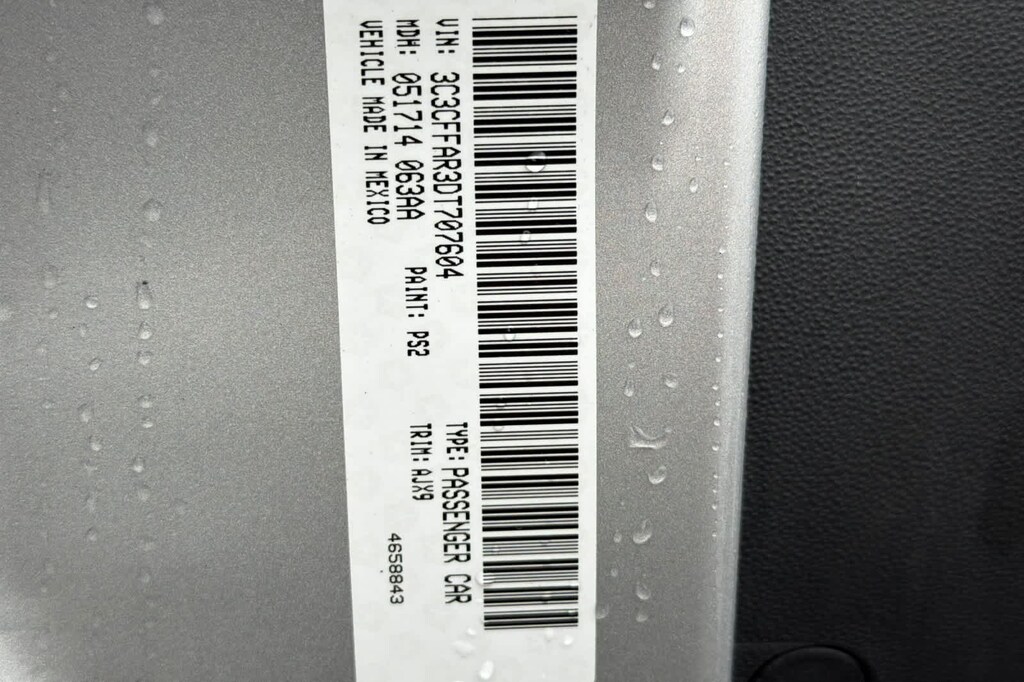 VIN: 3C3CFFAR3DT707604 TYPE: PASSENGER CAR
MDH: 051714 063AA PAINT: PS2 TRIM: AJX9
VEHICLE MADE IN MEXICO 4658843